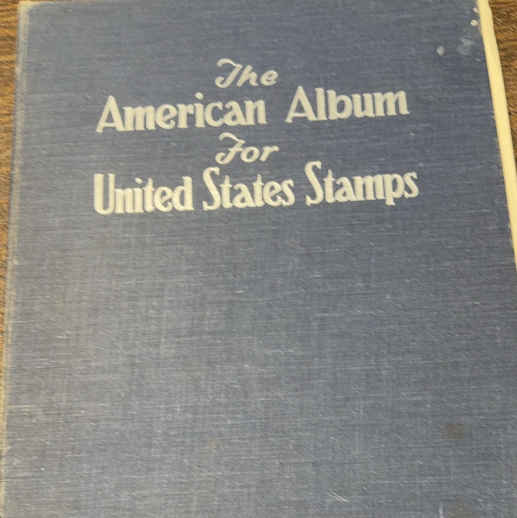 The
American Album
For
United States Stamps